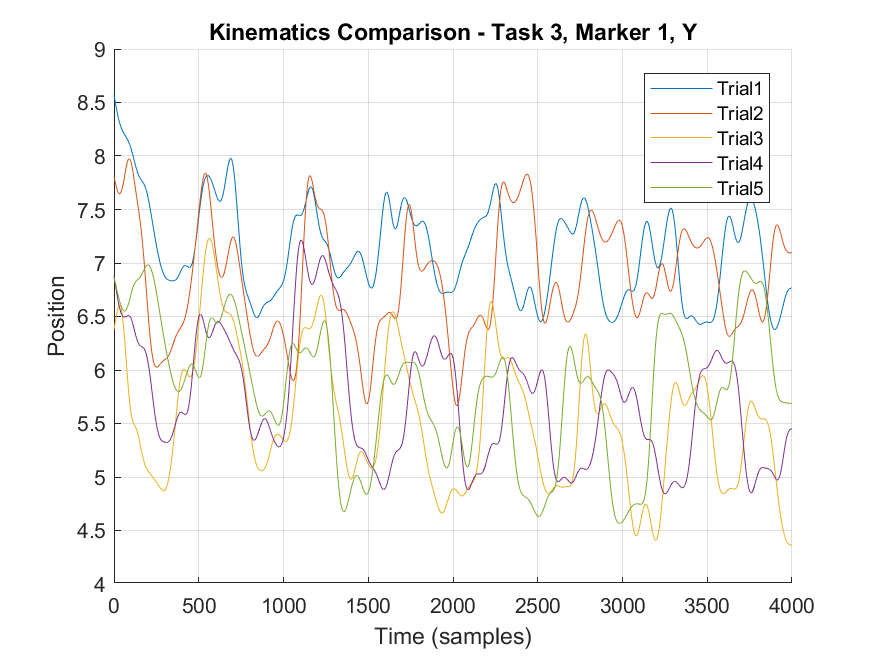 Kinematics Comparison - Task 3, Marker 1, Y
9
8.5
8
7.5
7
6.5
6
5.5
5
4.5
4
Position
Trial1
Trial2
Trial3
Trial4
Trial5
0 500 1000 1500 2000 2500 3000 3500 4000
Time (samples)